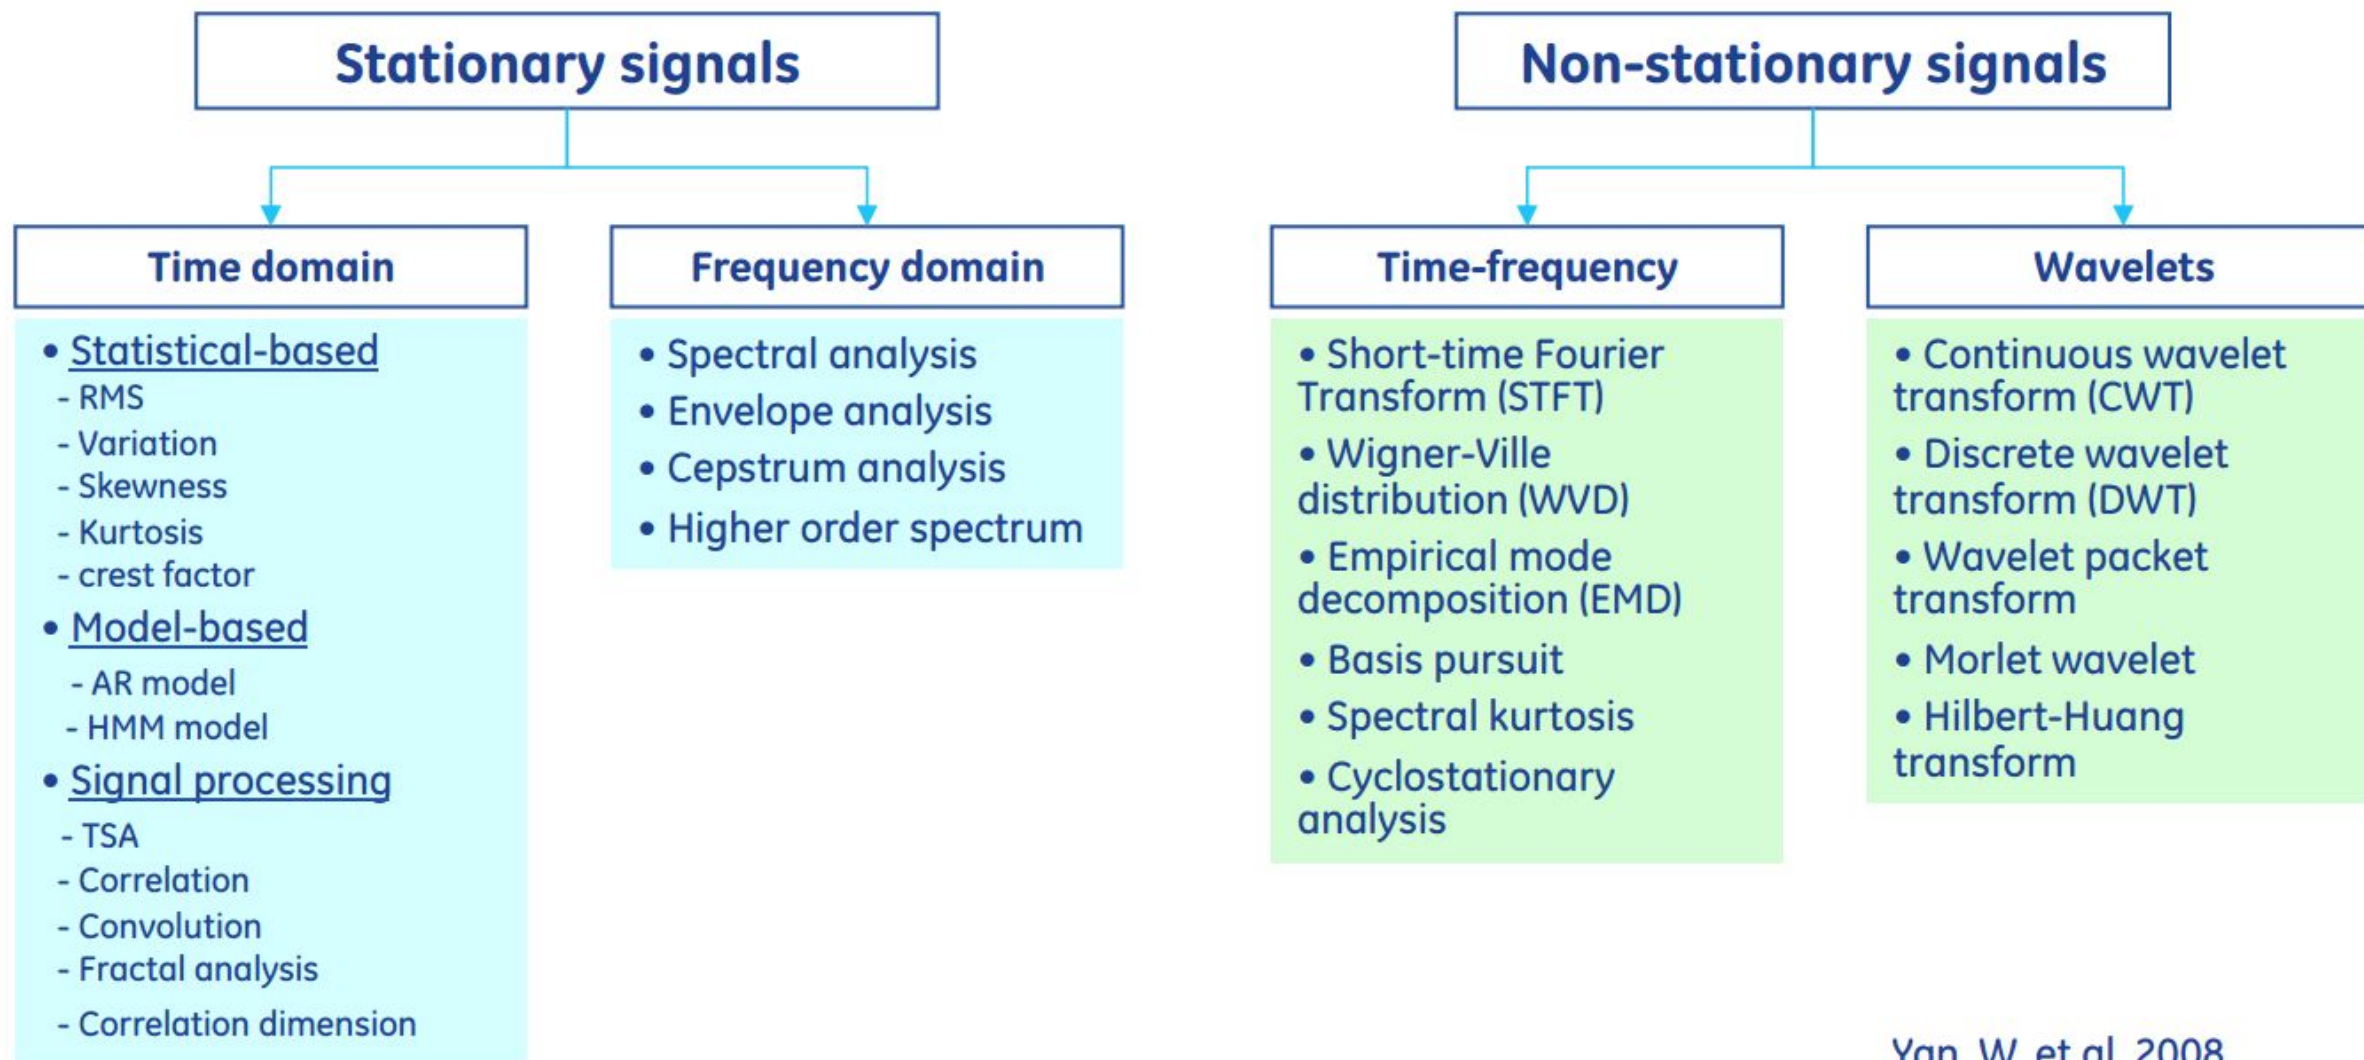 Stationary signals
Time domain
• Statistical-based
- RMS
- Variation
- Skewness
- Kurtosis
- crest factor
• Model-based
- AR model
- HMM model
• Signal processing
- TSA
- Correlation
- Convolution
- Fractal analysis
- Correlation dimension
Frequency domain
• Spectral analysis
• Envelope analysis
• Cepstrum analysis
• Higher order spectrum
Non-stationary signals
Time-frequency
• Short-time Fourier
Transform (STFT)
• Wigner-Ville
distribution (WVD)
• Empirical mode
decomposition (EMD)
• Basis pursuit
• Spectral kurtosis
• Cyclostationary
analysis
Wavelets
• Continuous wavelet
transform (CWT)
• Discrete wavelet
transform (DWT)
• Wavelet packet
transform
• Morlet wavelet
• Hilbert-Huang
transform
Yan, W. et al, 2008